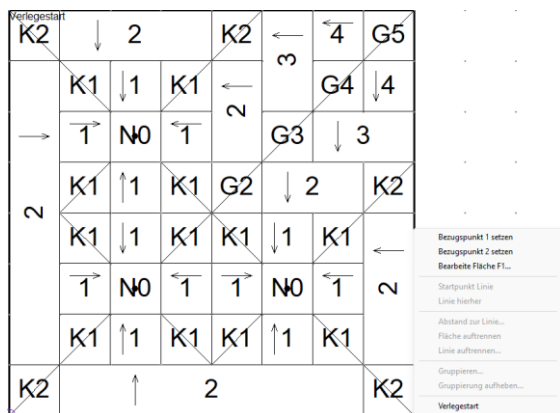 Verlegestart
K2 ↓ 2 K2 ← 3 ← 4 G5
K1 ↓ 1 K1 ← 2 G4 ↓ 4
→ 2 → 1 N0 ← 1 G3 ↓ 3
K1 ↑ 1 K1 G2 ↓ 2 K2
K1 ↓ 1 K1 K1 ↓ 1 K1 ← 2
→ 1 N0 ← 1 → 1 N0 ← 1
K1 ↑ 1 K1 K1 ↑ 1 K1
K2 ↑ 2 K2
Bezugspunkt 1 setzen
Bezugspunkt 2 setzen
Bearbeite Fläche F1...
Startpunkt Linie
Linie hierher
Abstand zur Linie...
Fläche auftrennen
Linie auftrennen...
Gruppieren...
Gruppierung aufheben...
Verlegestart